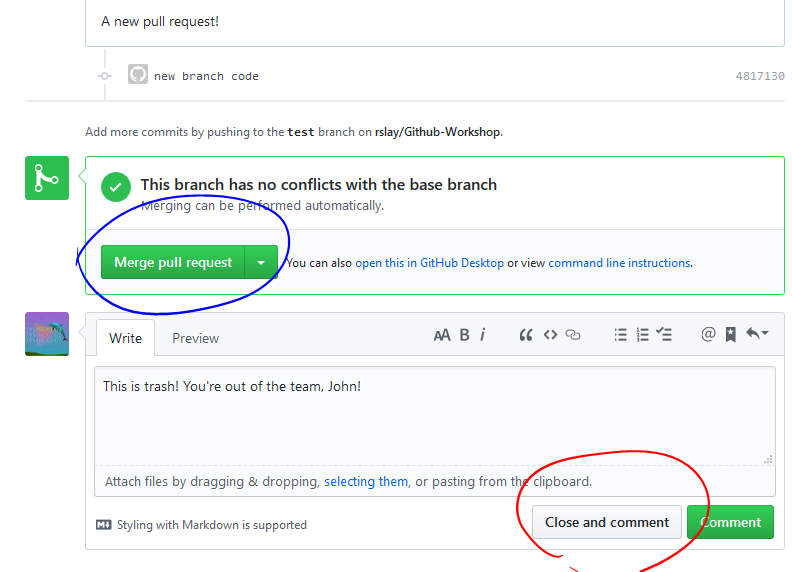 A new pull request!
new branch code 4817130
Add more commits by pushing to the test branch on rslay/Github-Workshop.
This branch has no conflicts with the base branch
Merging can be performed automatically.
Merge pull request You can also open this in GitHub Desktop or view command line instructions.
Write Preview AA B i @
This is trash! You're out of the team, John!
Attach files by dragging & dropping, selecting them, or pasting from the clipboard.
Styling with Markdown is supported Close and comment Comment